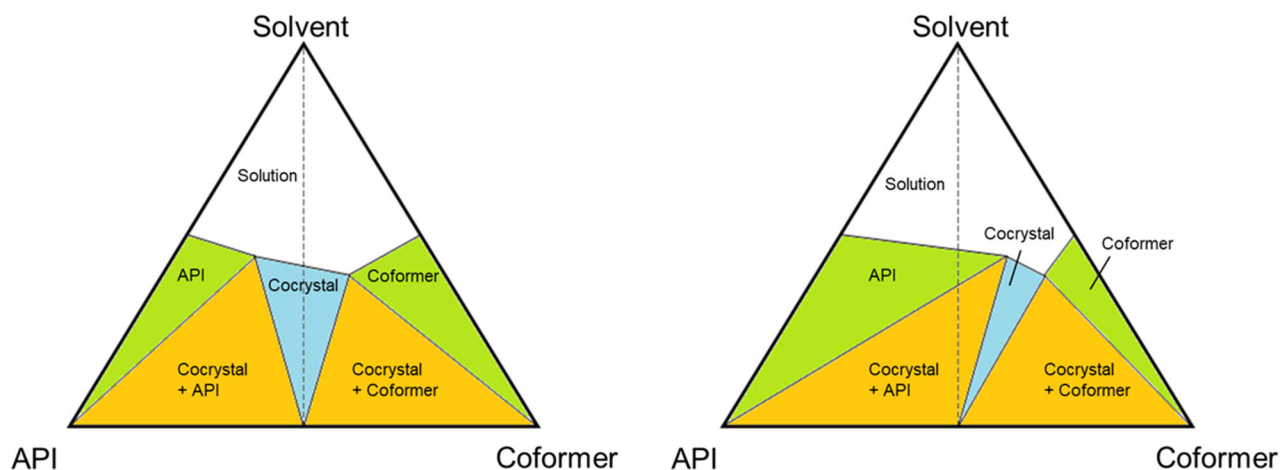 Solvent
Solution
API
Cocrystal
Coformer
Cocrystal
+ API
Cocrystal
+ Coformer
API
Coformer
Solvent
Solution
Cocrystal
Coformer
API
Cocrystal
+ API
Cocrystal
+ Coformer
API
Coformer